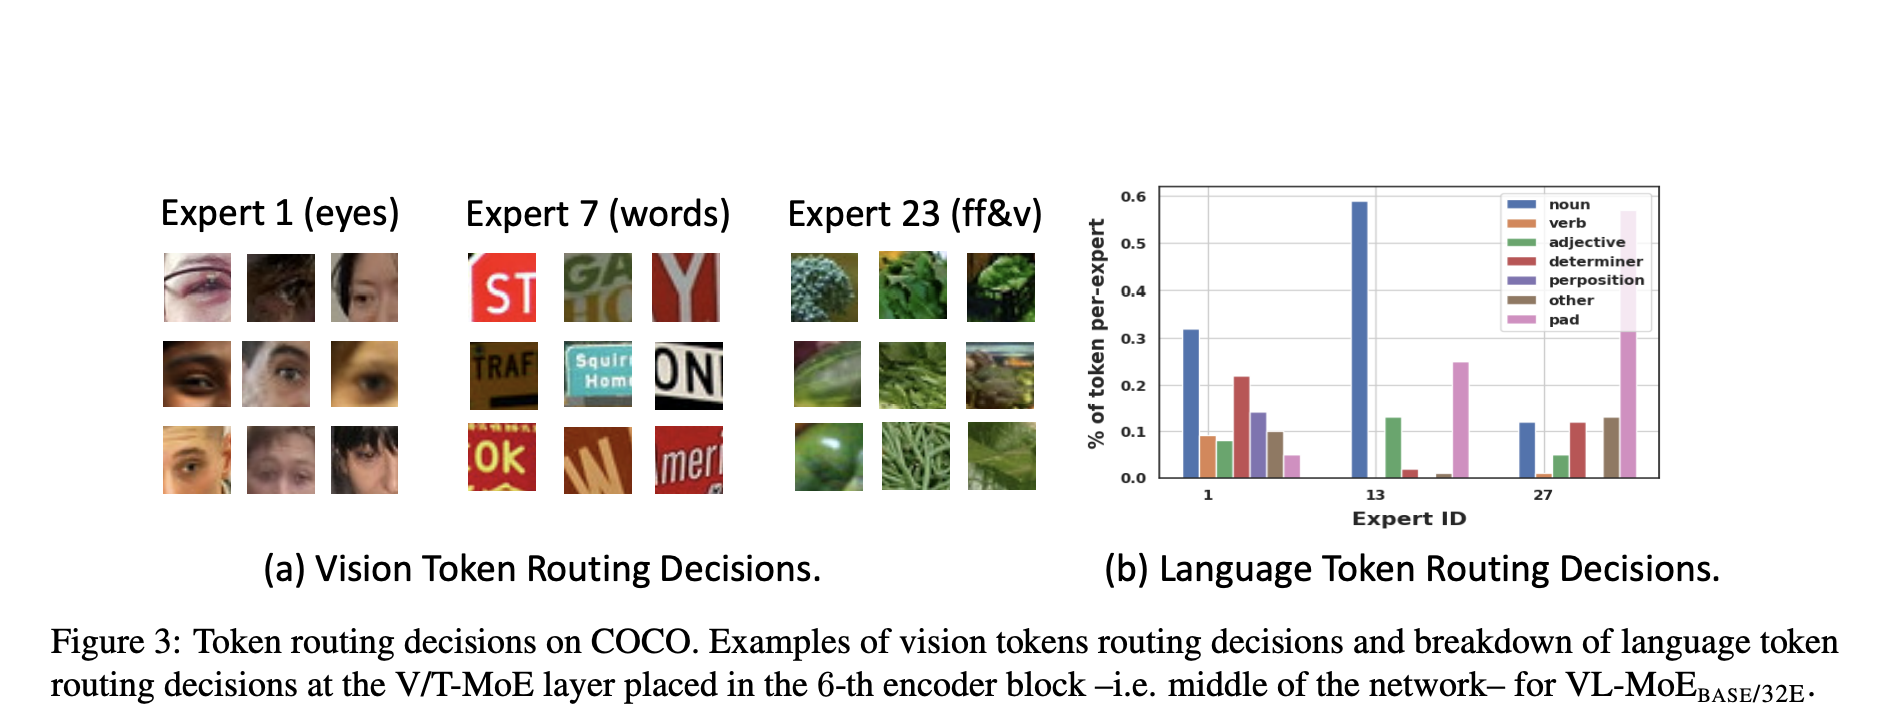 Expert 1 (eyes)
Expert 7 (words)
Expert 23 (ff&v)
ST
GA
HO
Y
TRAF
Squirr
Home
ON
OK
W
meri
% of token per-expert
0.6
0.5
0.4
0.3
0.2
0.1
0.0
noun
verb
adjective
determiner
perposition
other
pad
1
13
27
Expert ID
(a) Vision Token Routing Decisions.
(b) Language Token Routing Decisions.
Figure 3: Token routing decisions on COCO. Examples of vision tokens routing decisions and breakdown of language token
routing decisions at the V/T-MoE layer placed in the 6-th encoder block –i.e. middle of the network– for VL-MoEBASE/32E.